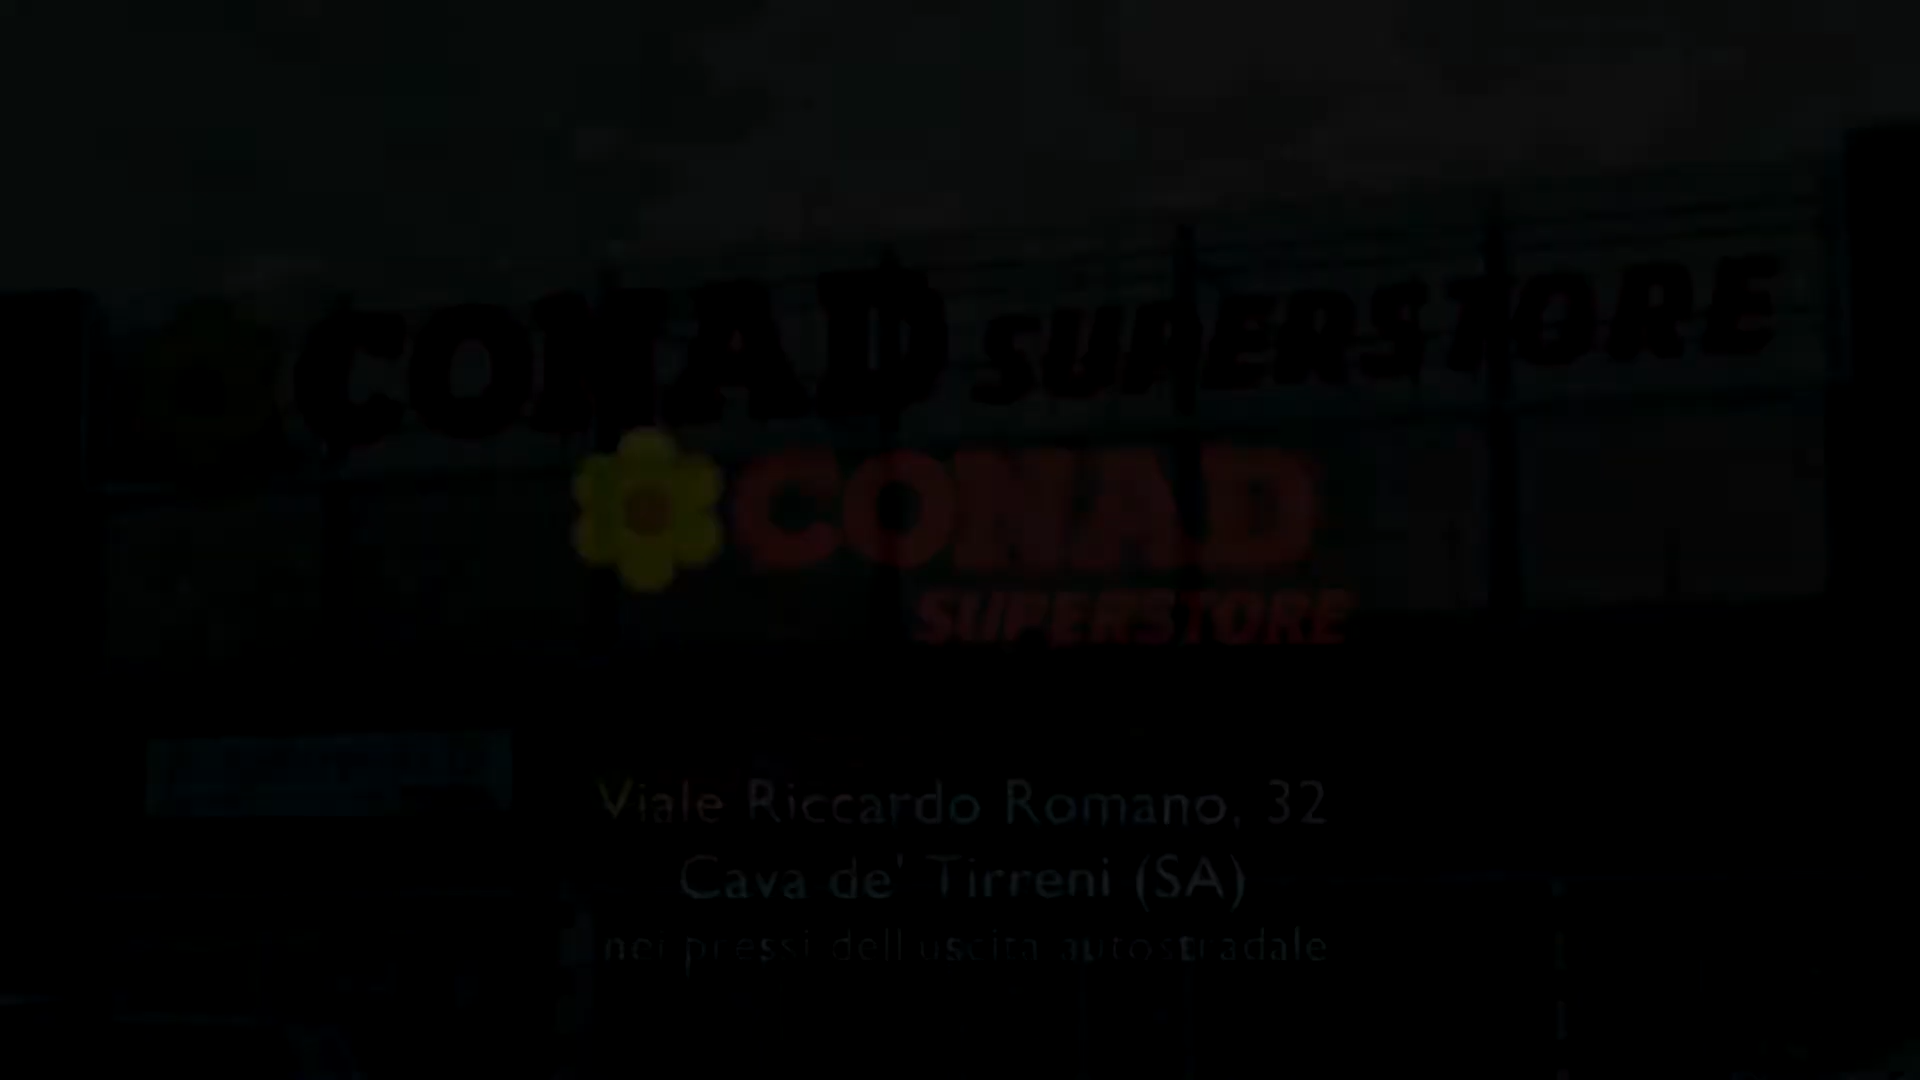 CONAD SUPERSTORE
CONAD
SUPERSTORE
Viale Riccardo Romano, 32
Cava de' Tirreni (SA)
nei pressi dell'uscita autostradale